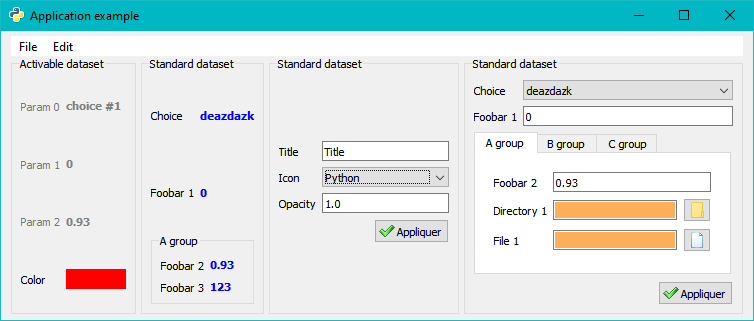 Application example
File Edit
Activable dataset
Param 0 choice #1
Param 1 0
Param 2 0.93
Color
Standard dataset
Choice deazdazk
Foobar 1 0
A group
Foobar 2 0.93
Foobar 3 123
Standard dataset
Title Title
Icon Python
Opacity 1.0
Appliquer
Standard dataset
Choice deazdazk
Foobar 1 0
A group B group C group
Foobar 2 0.93
Directory 1
File 1
Appliquer